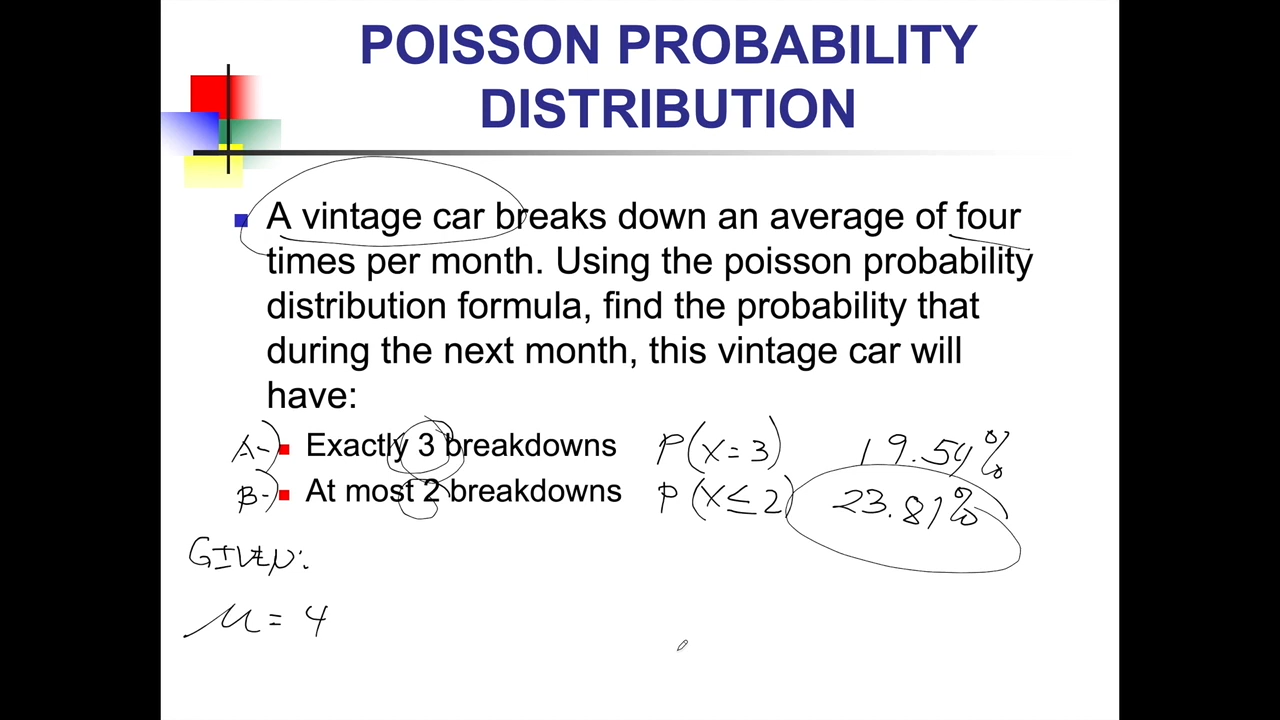 POISSON PROBABILITY
DISTRIBUTION
A vintage car breaks down an average of four
times per month. Using the poisson probability
distribution formula, find the probability that
during the next month, this vintage car will
have:
A-) Exactly 3 breakdowns P(X=3) 19.54%
B-) At most 2 breakdowns P(X≤2) 23.81%
GIVEN:
μ = 4